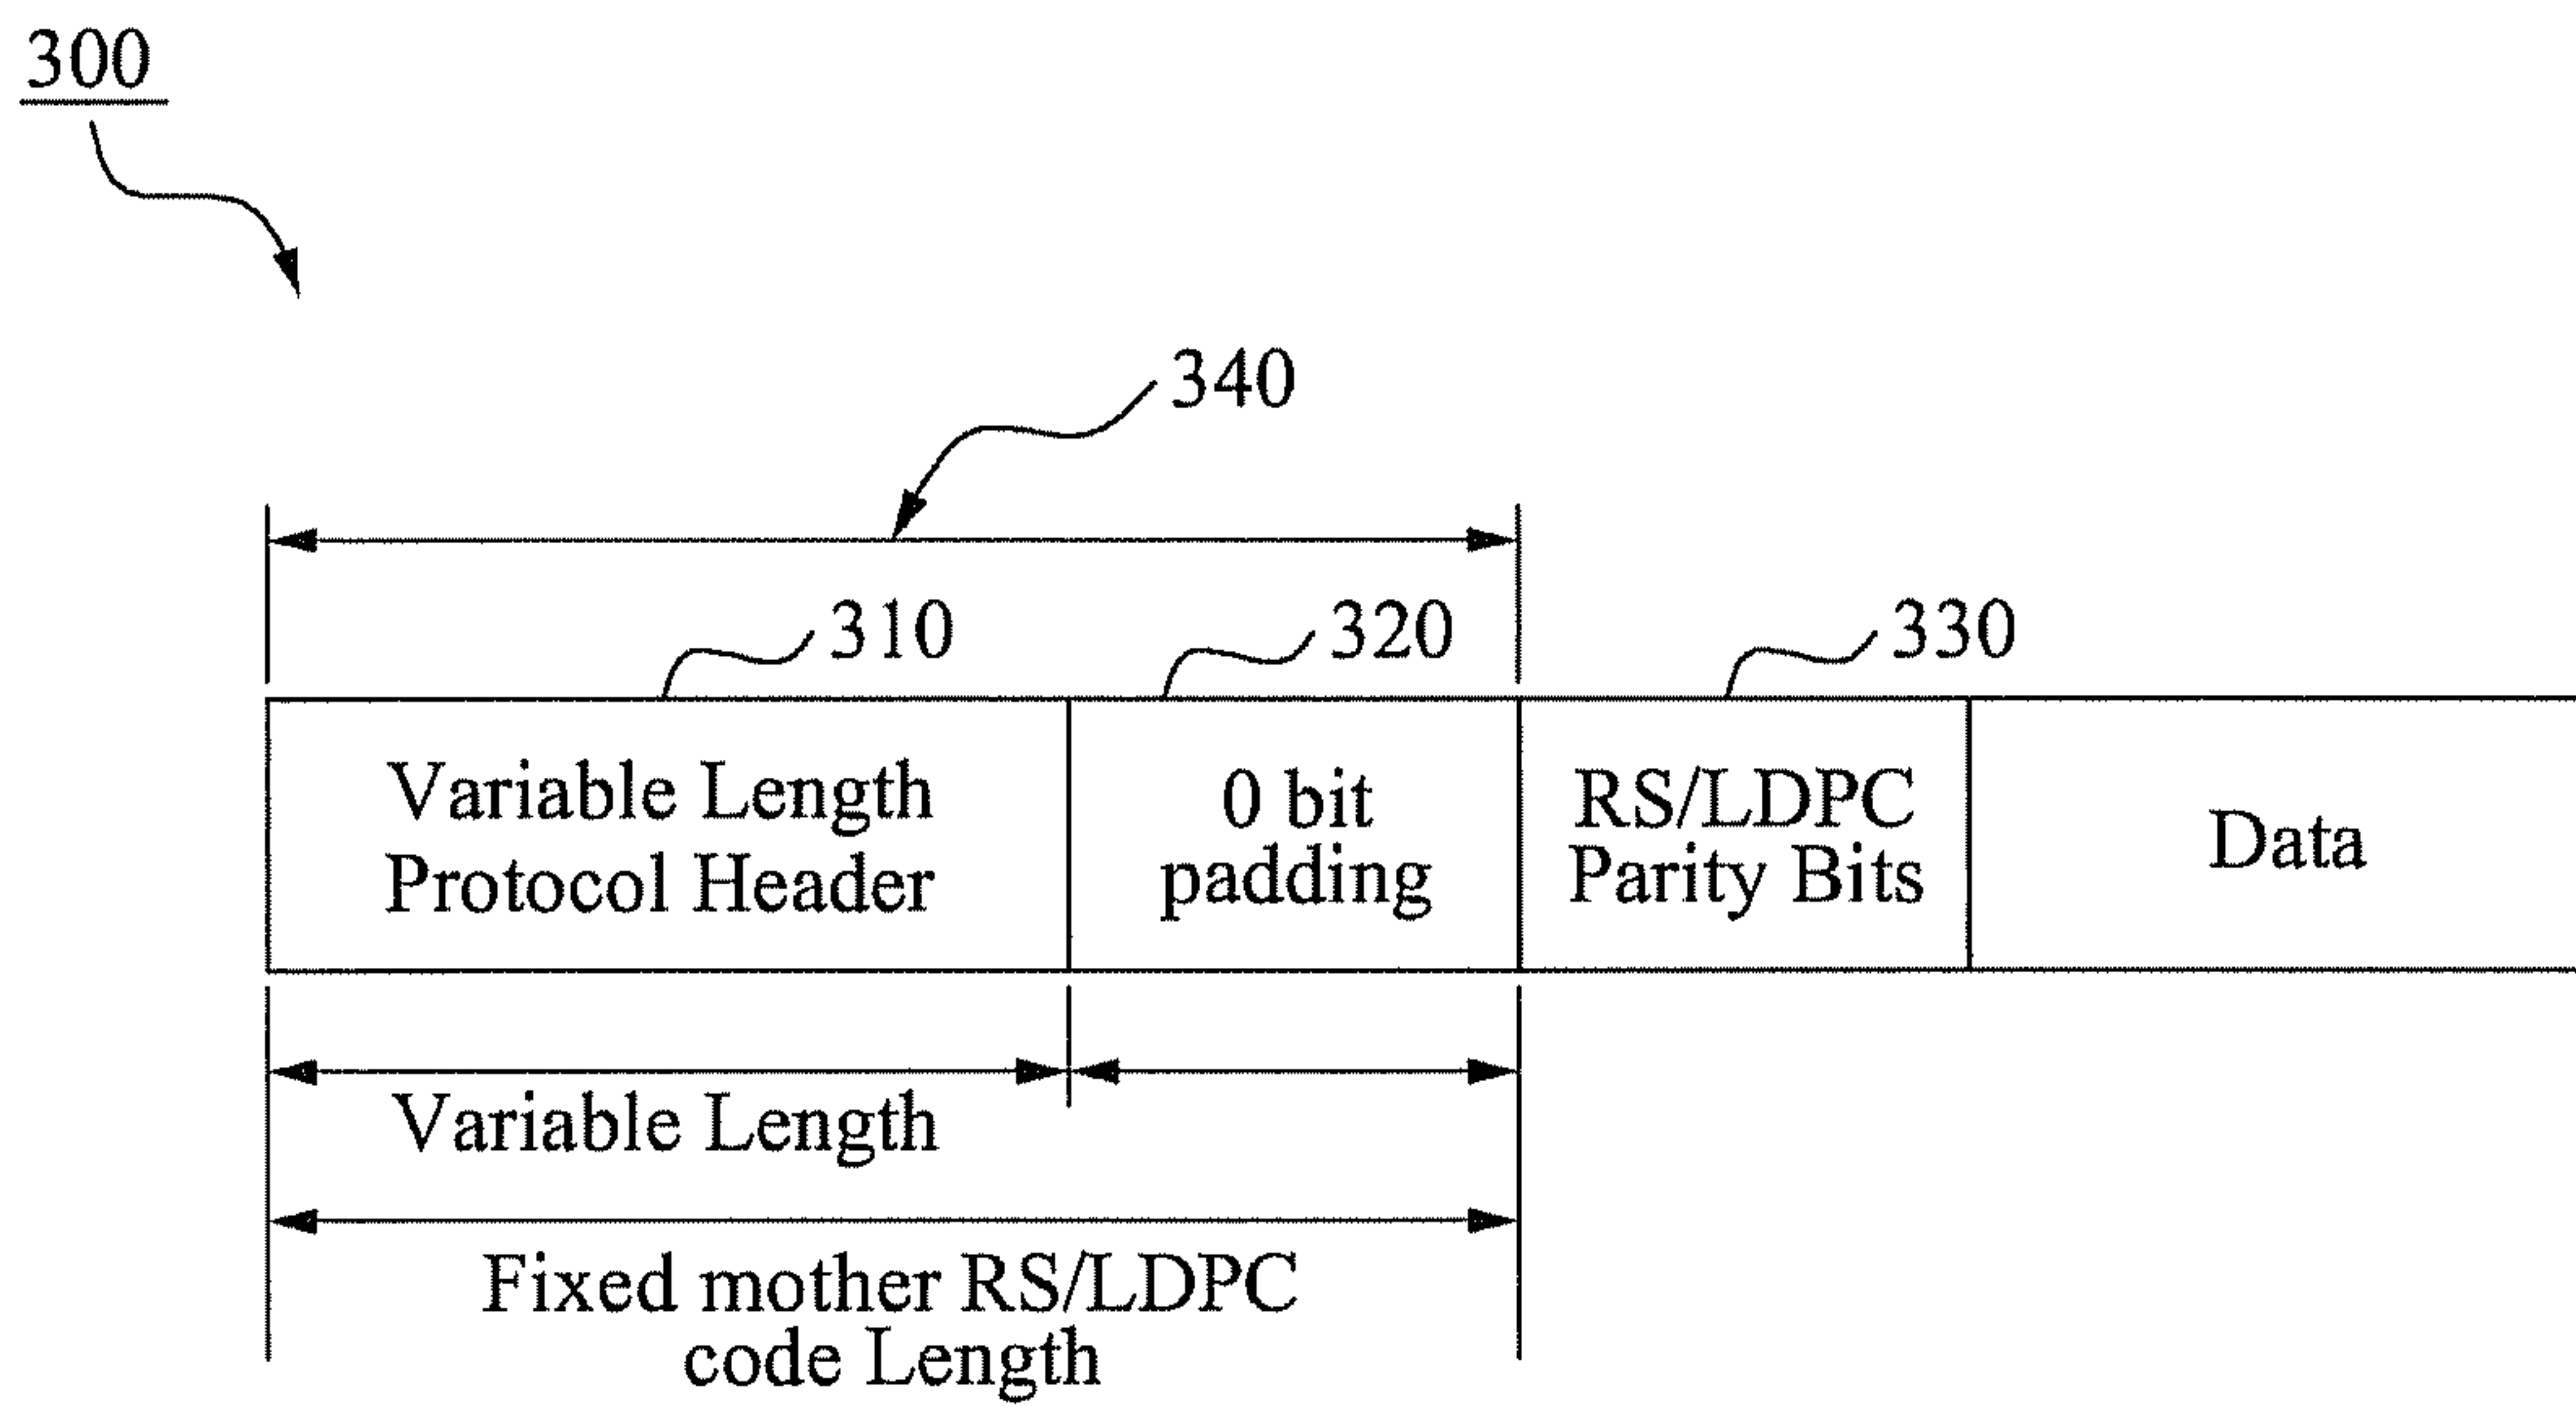 300
340
310
320
330
Variable Length
Protocol Header
0 bit
padding
RS/LDPC
Parity Bits
Data
Variable Length
Fixed mother RS/LDPC
code Length